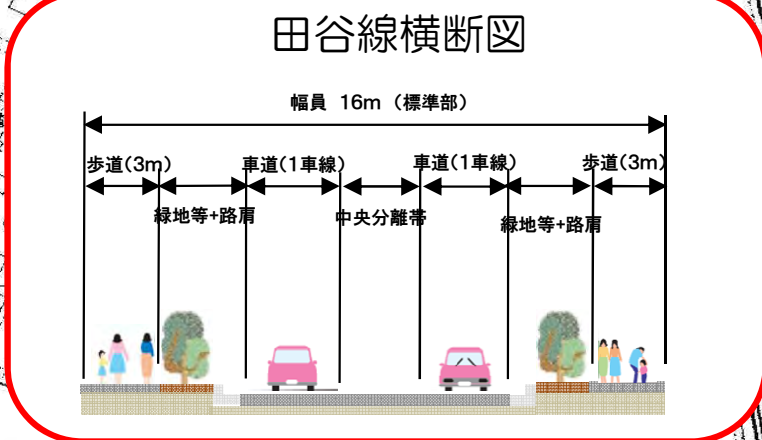 田谷線横断図
幅員 16m（標準部）
歩道(3m)
車道(1車線)
車道(1車線)
歩道(3m)
緑地等+路肩
中央分離帯
緑地等+路肩